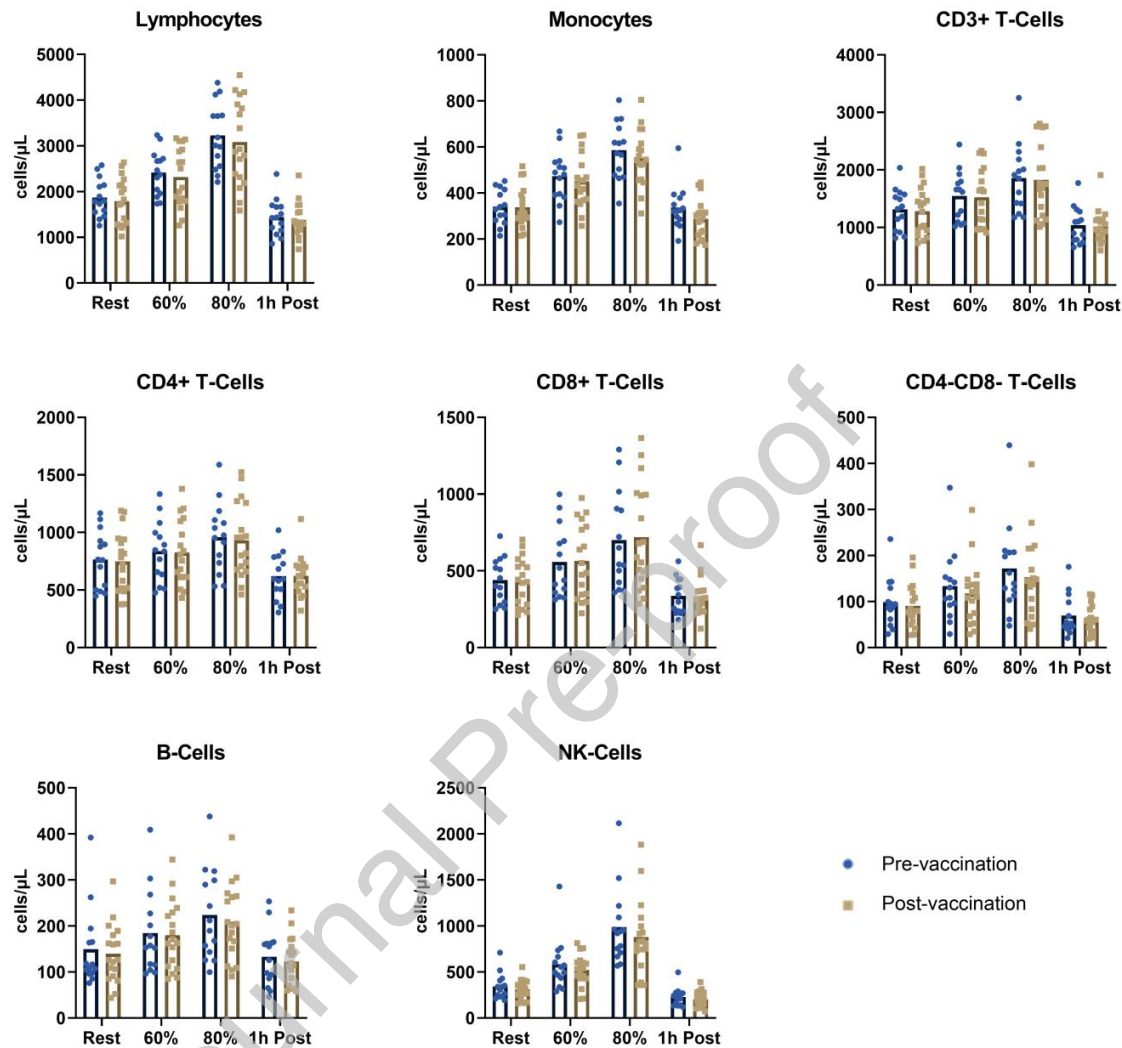 Lymphocytes
5000
4000
3000
2000
1000
0
cells/µL
Rest 60% 80% 1h Post
Monocytes
1000
800
600
400
200
0
cells/µL
Rest 60% 80% 1h Post
CD3+ T-Cells
4000
3000
2000
1000
0
cells/µL
Rest 60% 80% 1h Post
CD4+ T-Cells
2000
1500
1000
500
0
cells/µL
Rest 60% 80% 1h Post
CD8+ T-Cells
1500
1000
500
0
cells/µL
Rest 60% 80% 1h Post
CD4-CD8- T-Cells
500
400
300
200
100
0
cells/µL
Rest 60% 80% 1h Post
B-Cells
500
400
300
200
100
0
cells/µL
Rest 60% 80% 1h Post
NK-Cells
2500
2000
1500
1000
500
0
cells/µL
Rest 60% 80% 1h Post
Pre-vaccination
Post-vaccination
urnal Pre-proof